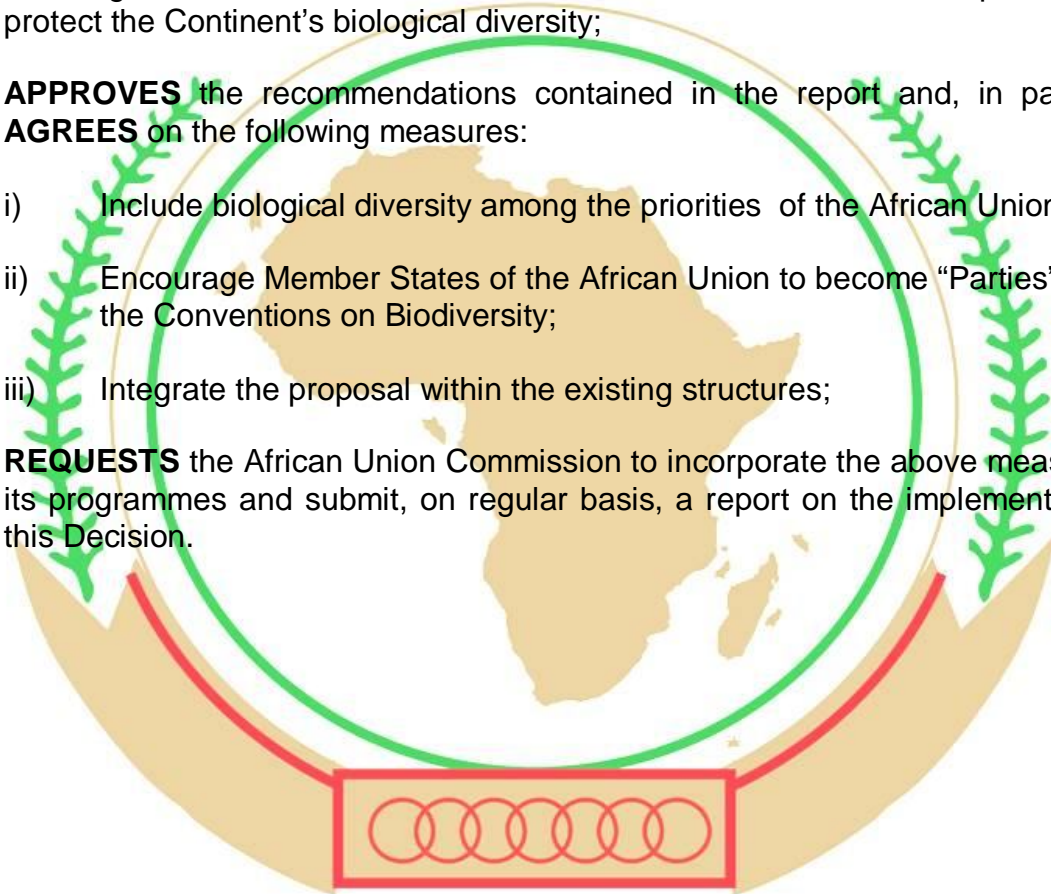 protect the Continent’s biological diversity;
APPROVES the recommendations contained in the report and, in pa
AGREES on the following measures:
i) Include biological diversity among the priorities of the African Union
ii) Encourage Member States of the African Union to become “Parties”
the Conventions on Biodiversity;
iii) Integrate the proposal within the existing structures;
REQUESTS the African Union Commission to incorporate the above meas
its programmes and submit, on regular basis, a report on the implement
this Decision.